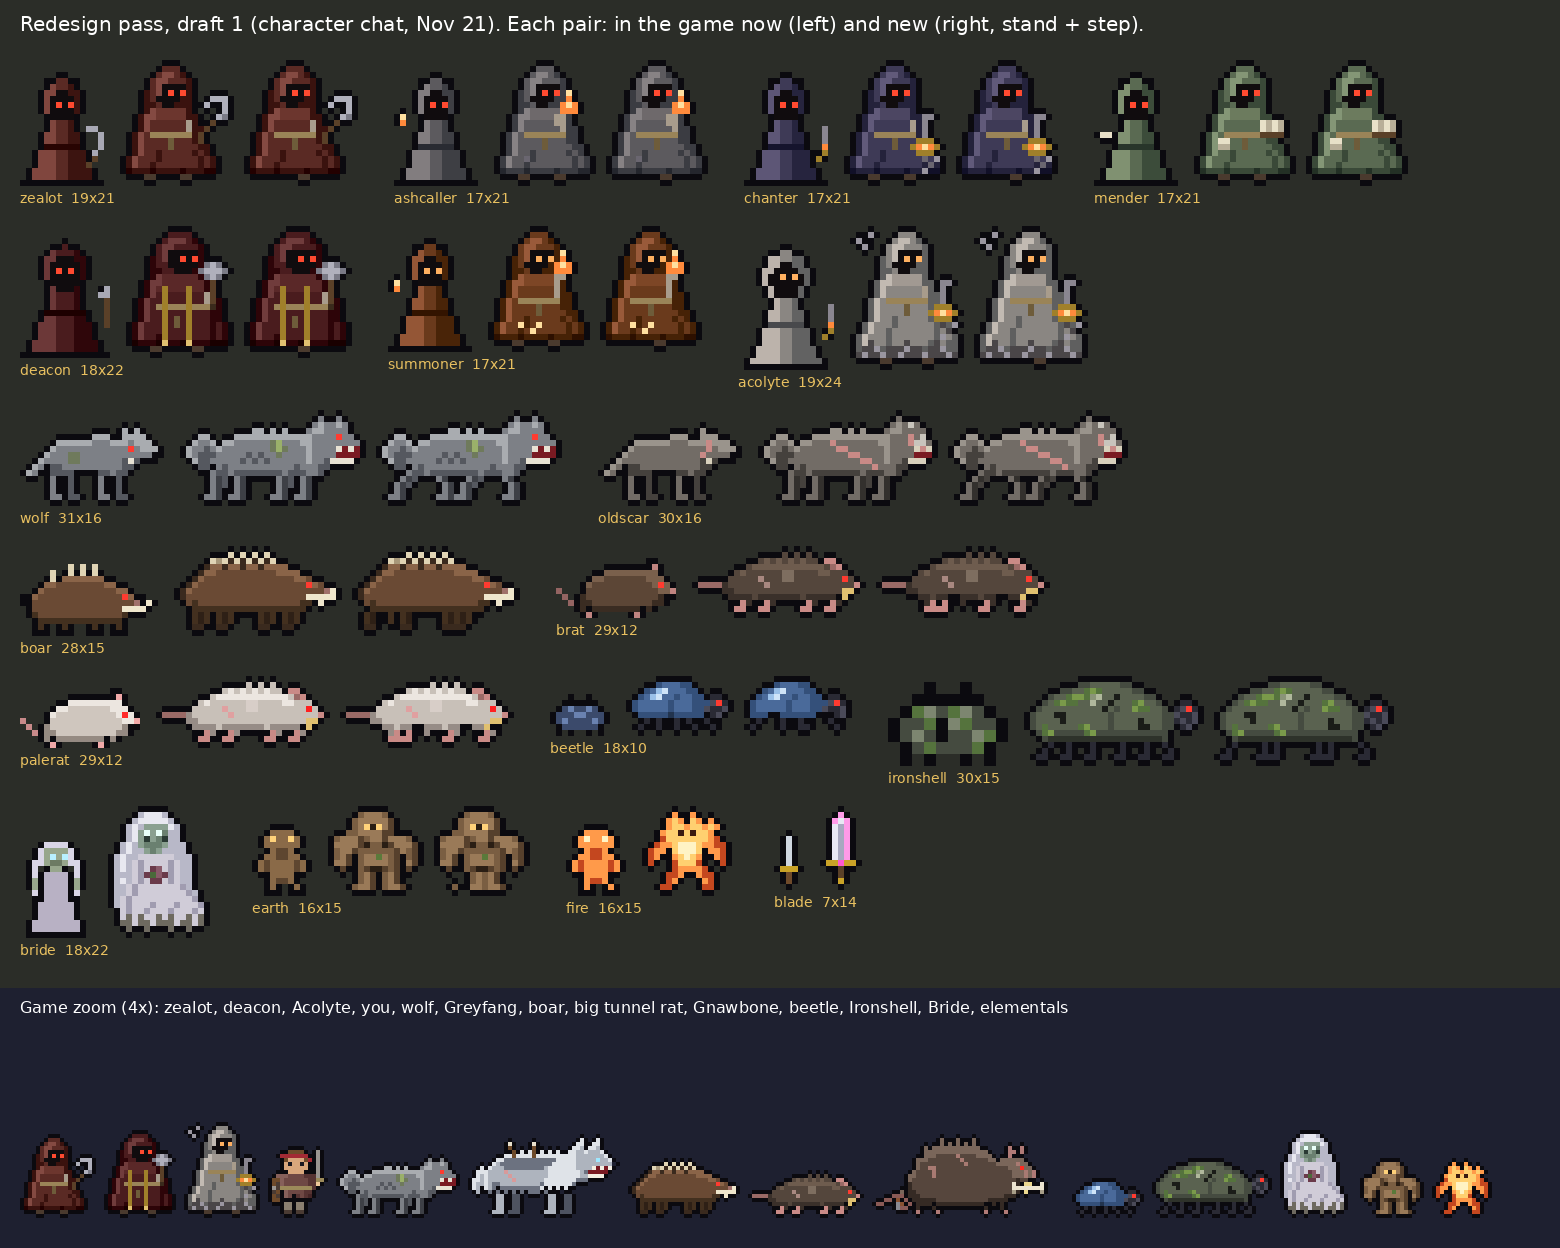 Redesign pass, draft 1 (character chat, Nov 21). Each pair: in the game now (left) and new (right, stand + step).
zealot 19x21
ashcaller 17x21
chanter 17x21
mender 17x21
deacon 18x22
summoner 17x21
acolyte 19x24
wolf 31x16
oldscar 30x16
boar 28x15
brat 29x12
palerat 29x12
beetle 18x10
ironshell 30x15
bride 18x22
earth 16x15
fire 16x15
blade 7x14
Game zoom (4x): zealot, deacon, Acolyte, you, wolf, Greyfang, boar, big tunnel rat, Gnawbone, beetle, Ironshell, Bride, elementals